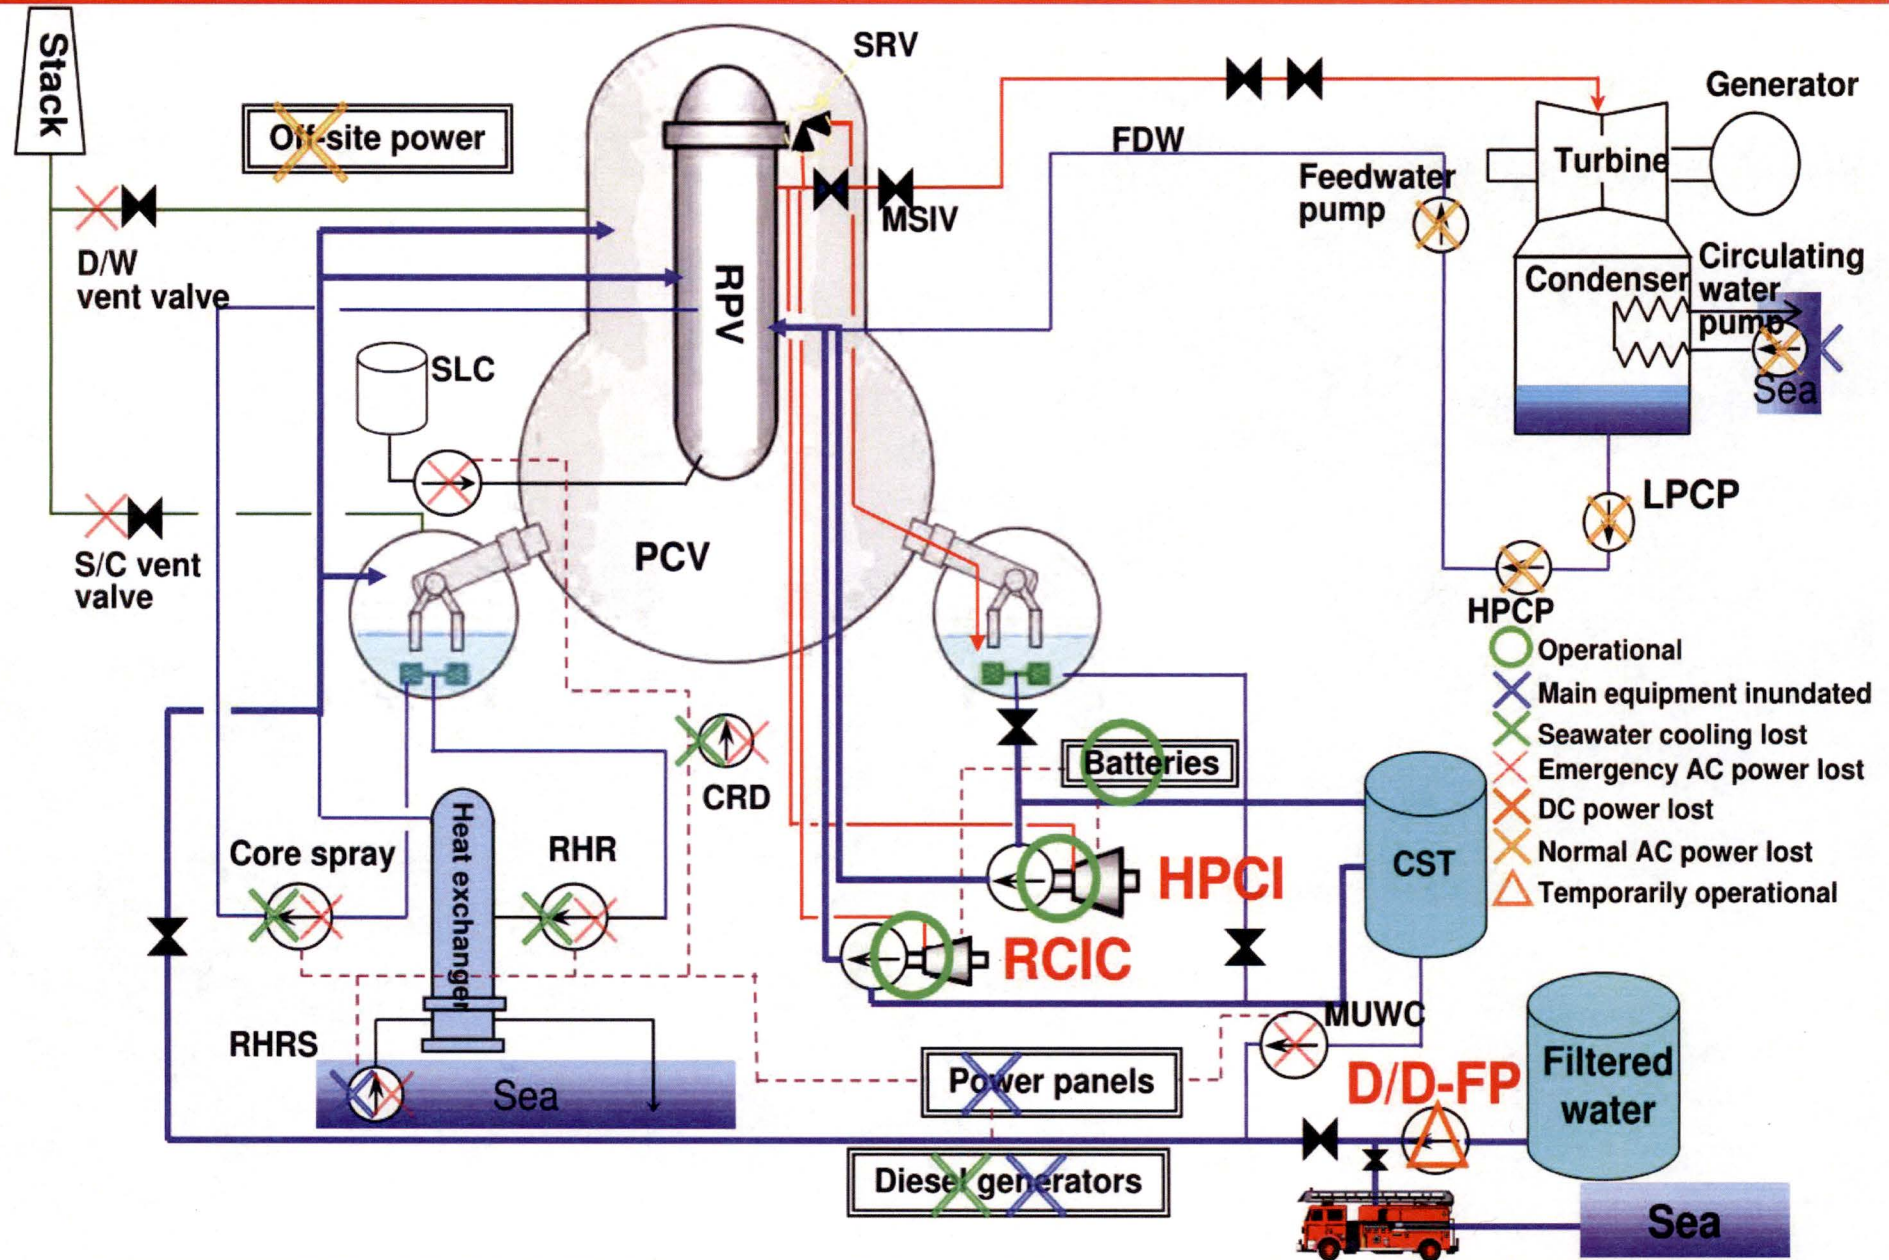 Stack
SRV
Generator
Off-site power
FDW
Turbine
Feedwater
pump
MSIV
D/W
vent valve
RPV
Condenser
Circulating
water
pump
Sea
SLC
LPCP
PCV
S/C vent
valve
HPCP
Operational
Main equipment inundated
Seawater cooling lost
Emergency AC power lost
DC power lost
Normal AC power lost
Temporarily operational
Batteries
CRD
Heat exchanger
Core spray
RHR
HPCI
CST
RCIC
MUWC
RHRS
Sea
Power panels
D/D-FP
Filtered
water
Diesel generators
Sea